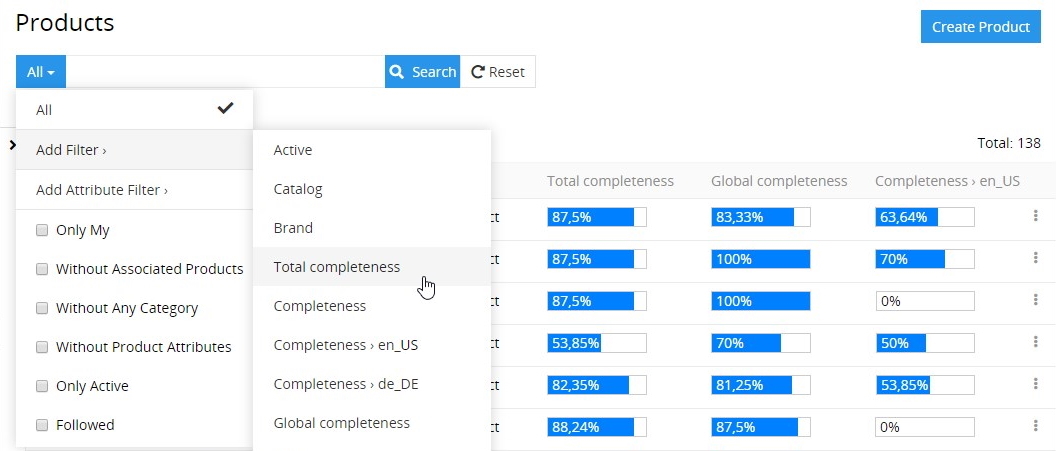 Products
Create Product
All
Search
Reset
All
Add Filter ›
Add Attribute Filter ›
Only My
Without Associated Products
Without Any Category
Without Product Attributes
Only Active
Followed
Active
Catalog
Brand
Total completeness
Completeness
Completeness › en_US
Completeness › de_DE
Global completeness
Total: 138
Total completeness Global completeness Completeness › en_US
ct 87,5% 83,33% 63,64%
ct 87,5% 100% 70%
ct 87,5% 100% 0%
ct 53,85% 70% 50%
ct 82,35% 81,25% 53,85%
ct 88,24% 87,5% 0%